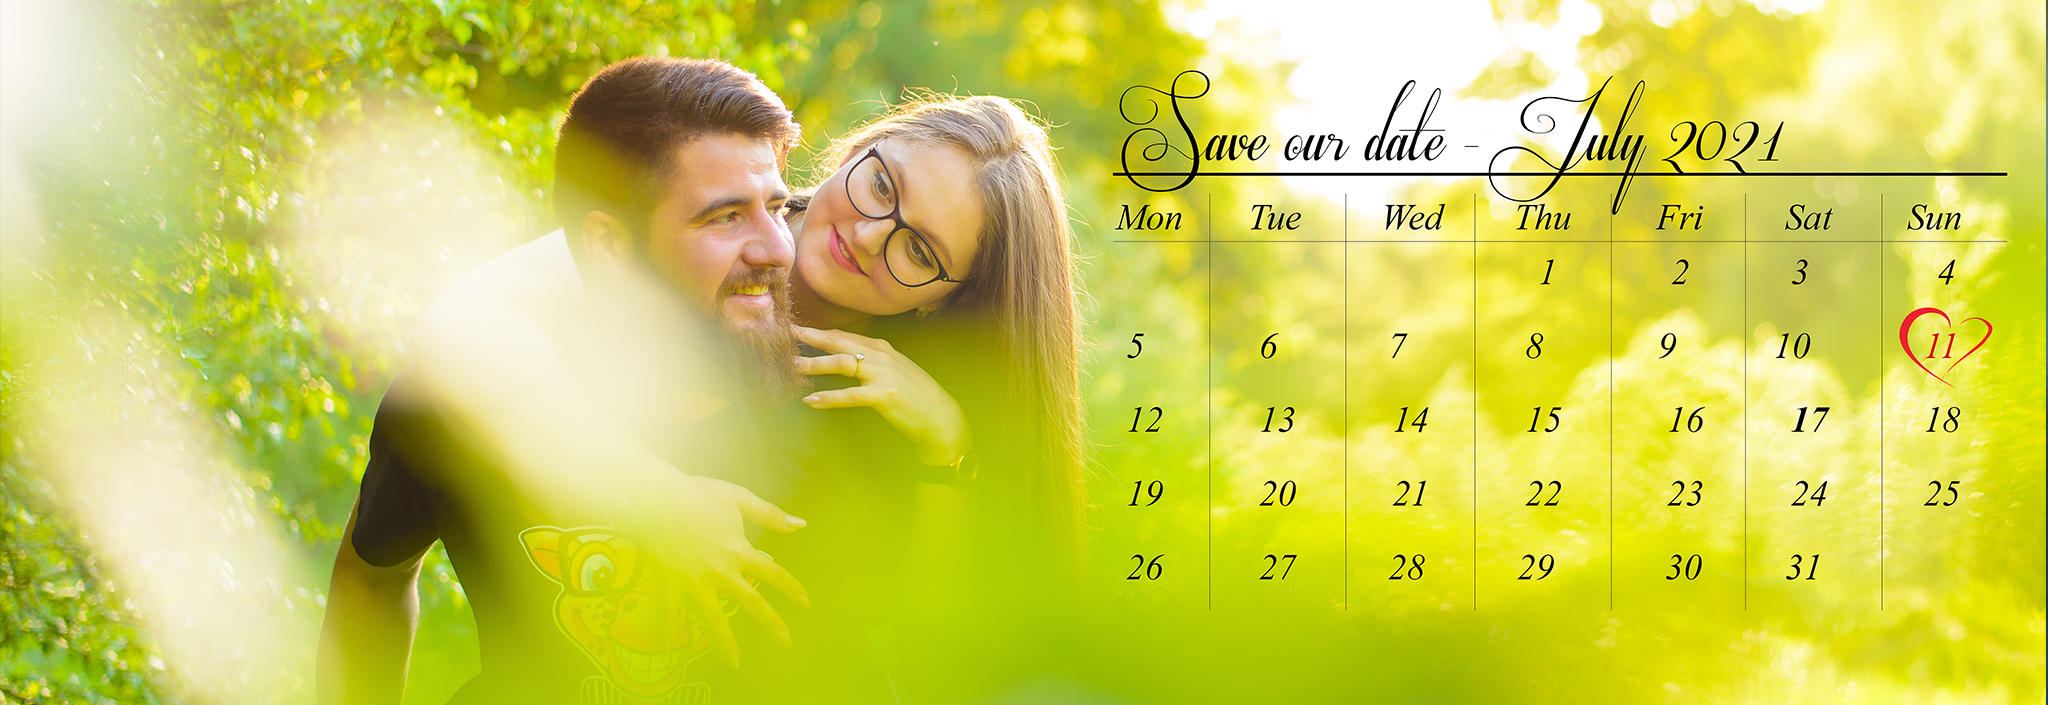 Save our date - July 2021
Mon Tue Wed Thu Fri Sat Sun
1 2 3 4
5 6 7 8 9 10 11
12 13 14 15 16 17 18
19 20 21 22 23 24 25
26 27 28 29 30 31